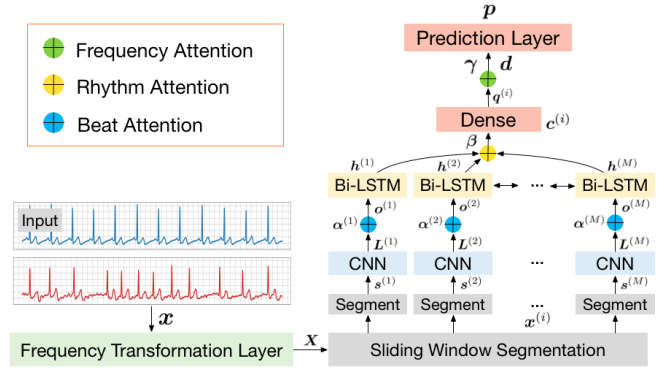 p
Prediction Layer
γ d
q(i)
Dense c(i)
β
h(1) h(2) h(M)
Bi-LSTM Bi-LSTM ... Bi-LSTM
o(1) o(2) o(M)
α(1) α(2) α(M)
L(1) L(2) L(M)
CNN CNN ... CNN
s(1) s(2) s(M)
Segment Segment ... Segment
x(i)
Frequency Attention
Rhythm Attention
Beat Attention
Input
x
Frequency Transformation Layer X Sliding Window Segmentation